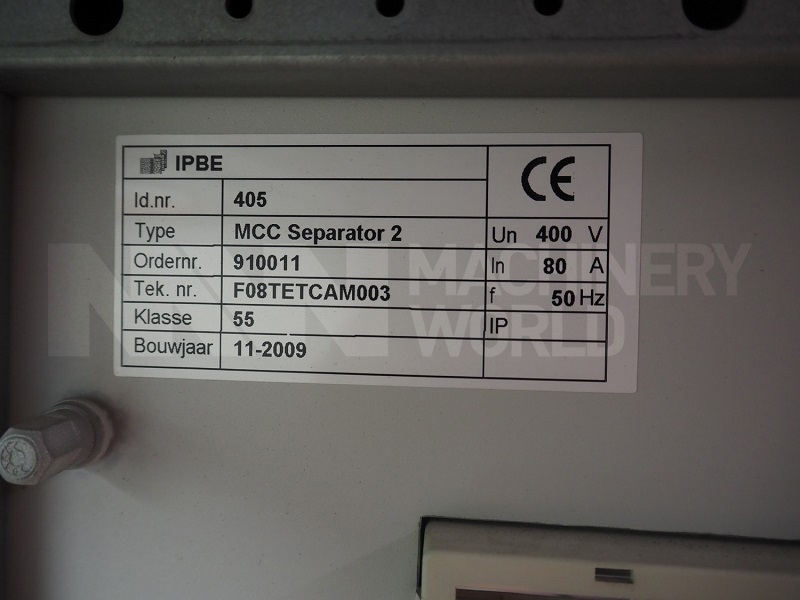 IPBE
CE
Id.nr. 405
Type MCC Separator 2 Un 400 V
Ordernr. 910011 In 80 A
Tek. nr. F08TETCAM003 f 50 Hz
Klasse 55 IP
Bouwjaar 11-2009
MACHINERY
WORLD